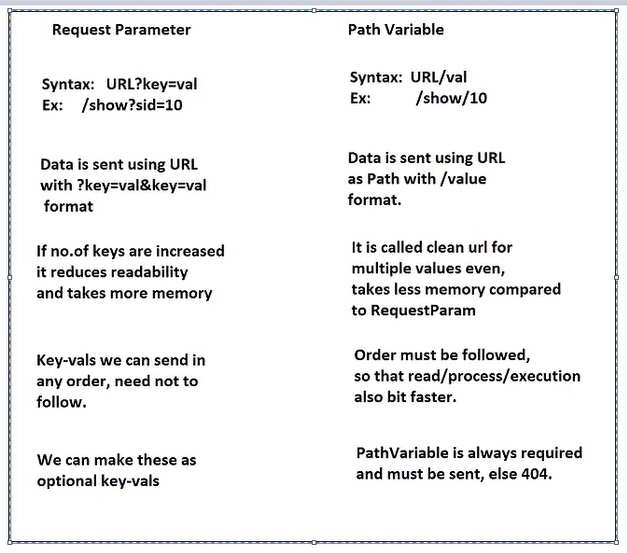 Request Parameter
Syntax: URL?key=val
Ex: /show?sid=10
Data is sent using URL
with ?key=val&key=val
format
If no.of keys are increased
it reduces readability
and takes more memory
Key-vals we can send in
any order, need not to
follow.
We can make these as
optional key-vals
Path Variable
Syntax: URL/val
Ex: /show/10
Data is sent using URL
as Path with /value
format.
It is called clean url for
multiple values even,
takes less memory compared
to RequestParam
Order must be followed,
so that read/process/execution
also bit faster.
PathVariable is always required
and must be sent, else 404.